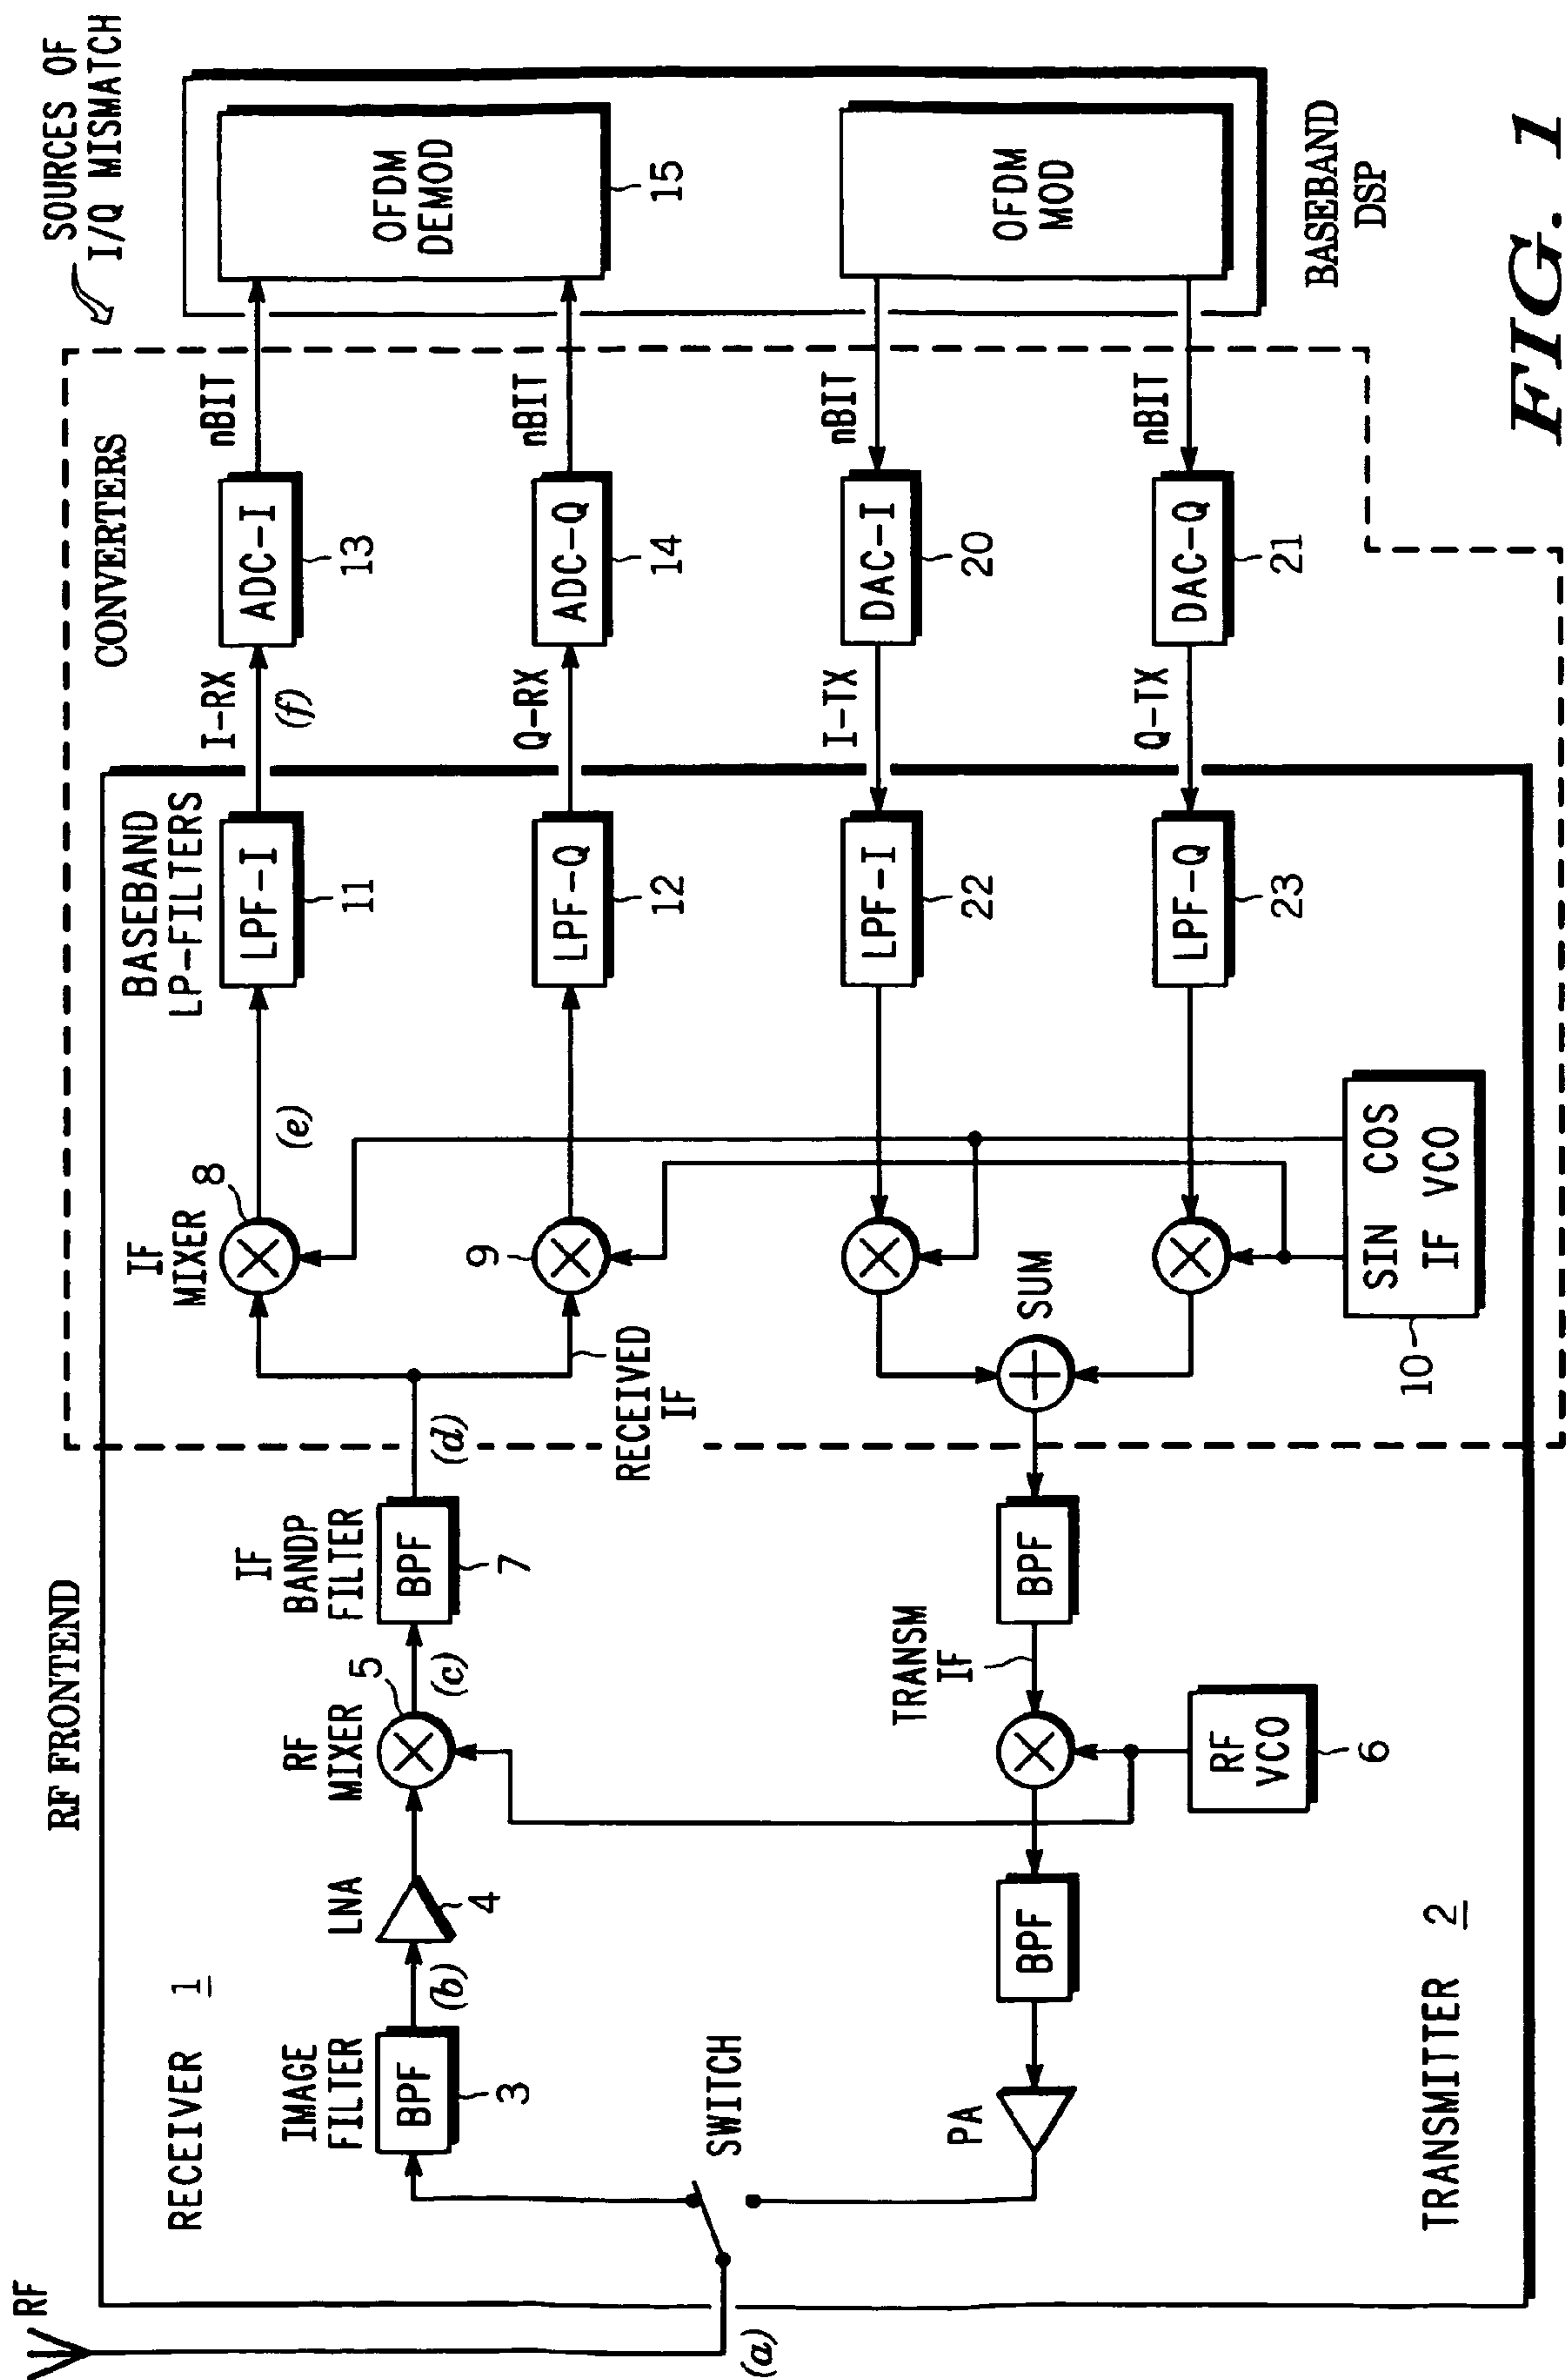 SOURCES OF
I/Q MISMATCH
RF
RF FRONTEND
CONVERTERS
RECEIVER 1
IMAGE
FILTER
BPF
3
(a)
(b)
LNA
4
RF
MIXER
5
(c)
IF
BANDP
FILTER
BPF
7
(d)
RECEIVED
IF
IF
MIXER
8
9
(e)
BASEBAND
LP-FILTERS
LPF-I
11
LPF-Q
12
I-RX
(f)
Q-RX
ADC-I
13
ADC-Q
14
nBIT
nBIT
OFDM
DEMOD
15
SWITCH
PA
BPF
TRANSM
IF
BPF
SUM
RF
VCO
6
SIN COS
IF VCO
10
LPF-I
22
LPF-Q
23
I-TX
Q-TX
DAC-I
20
DAC-Q
21
nBIT
nBIT
OFDM
MOD
BASEBAND
DSP
TRANSMITTER 2
FIG. 1